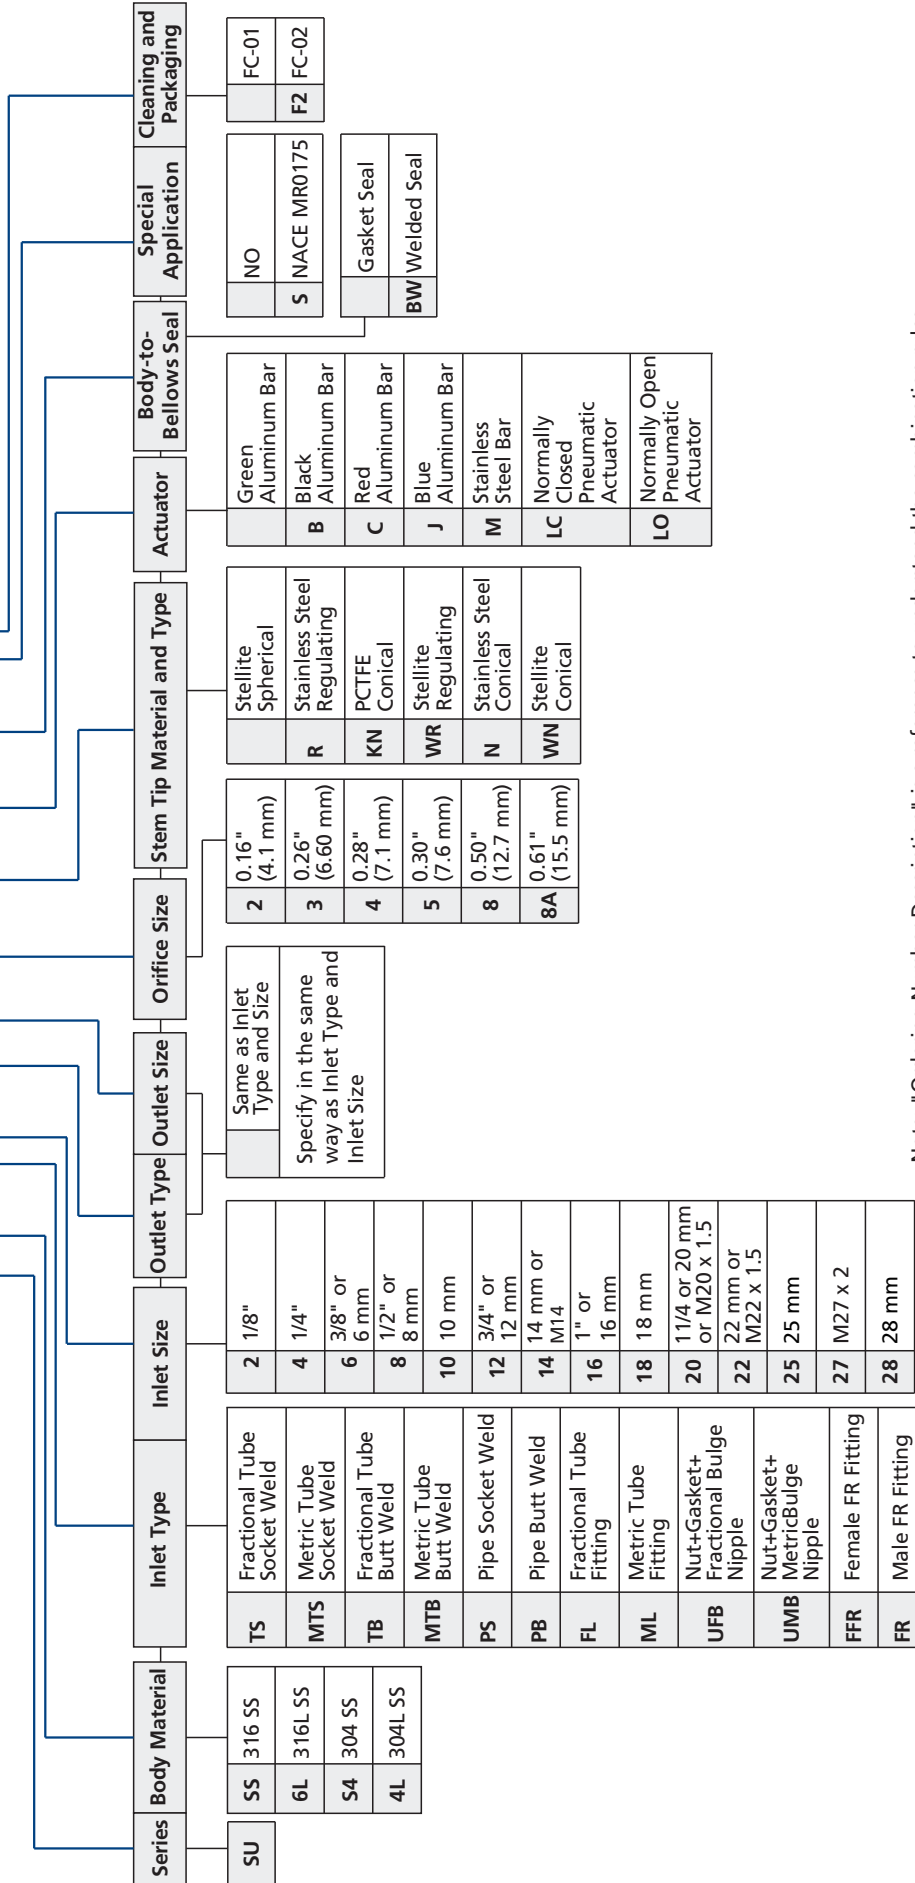 Series
Body Material
Inlet Type
Inlet Size
Outlet Type
Outlet Size
Orifice Size
Stem Tip Material and Type
Actuator
Body-to-
Bellows Seal
Special
Application
Cleaning and
Packaging
SU
SS 316 SS
6L 316L SS
S4 304 SS
4L 304L SS
TS Fractional Tube
Socket Weld
MTS Metric Tube
Socket Weld
TB Fractional Tube
Butt Weld
MTB Metric Tube
Butt Weld
PS Pipe Socket Weld
PB Pipe Butt Weld
FL Fractional Tube
Fitting
ML Metric Tube
Fitting
UFB Nut+Gasket+
Fractional Bulge
Nipple
UMB Nut+Gasket+
MetricBulge
Nipple
FFR Female FR Fitting
FR Male FR Fitting
2 1/8"
4 1/4"
6 3/8" or
6 mm
8 1/2" or
8 mm
10 10 mm
12 3/4" or
12 mm
14 14 mm or
M14
16 1" or
16 mm
18 18 mm
20 11/4 or 20 mm
or M20 x 1.5
22 22 mm or
M22 x 1.5
25 25 mm
27 M27 x 2
28 28 mm
Same as Inlet
Type and Size
Specify in the same
way as Inlet Type and
Inlet Size
2 0.16"
(4.1 mm)
3 0.26"
(6.60 mm)
4 0.28"
(7.1 mm)
5 0.30"
(7.6 mm)
8 0.50"
(12.7 mm)
8A 0.61"
(15.5 mm)
Stellite
Spherical
R Stainless Steel
Regulating
KN PCTFE
Conical
WR Stellite
Regulating
N Stainless Steel
Conical
WN Stellite
Conical
Green
Aluminum Bar
B Black
Aluminum Bar
C Red
Aluminum Bar
J Blue
Aluminum Bar
M Stainless
Steel Bar
LC Normally
Closed
Pneumatic
Actuator
LO Normally Open
Pneumatic
Actuator
Gasket Seal
BW Welded Seal
NO
S NACE MR0175
FC-01
F2 FC-02